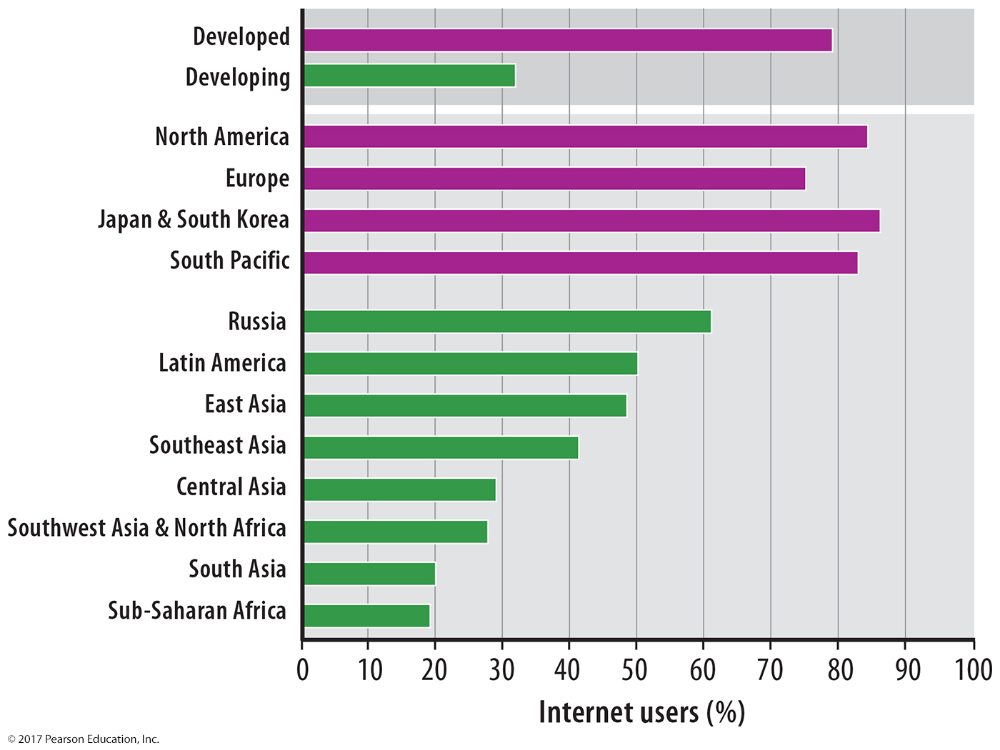 Developed
Developing
North America
Europe
Japan & South Korea
South Pacific
Russia
Latin America
East Asia
Southeast Asia
Central Asia
Southwest Asia & North Africa
South Asia
Sub-Saharan Africa
0 10 20 30 40 50 60 70 80 90 100
Internet users (%)
© 2017 Pearson Education, Inc.